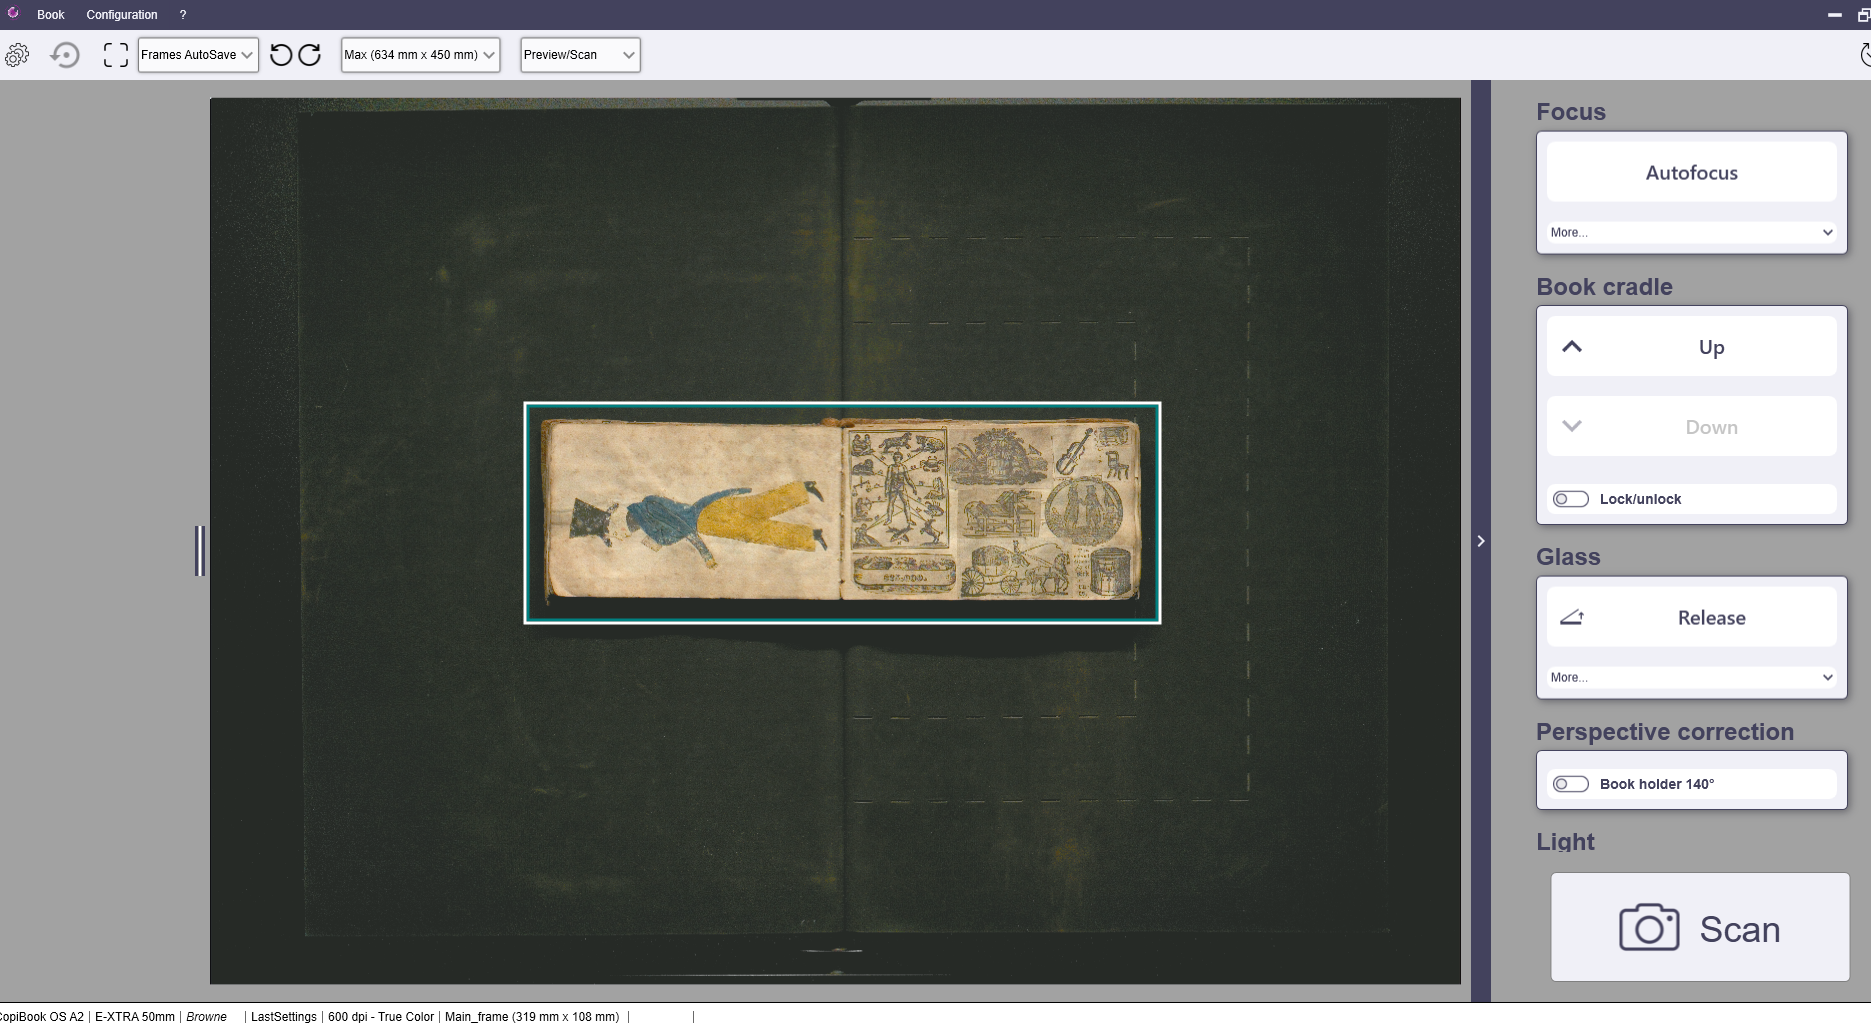 Book Configuration ?
Frames AutoSave Max (634 mm x 450 mm) Preview/Scan
Focus
Autofocus
More...
Book cradle
Up
Down
Lock/unlock
Glass
Release
More...
Perspective correction
Book holder 140°
Light
Scan
CopiBook OS A2 | E-XTRA 50mm | Browne | LastSettings | 600 dpi - True Color | Main_frame (319 mm x 108 mm) |